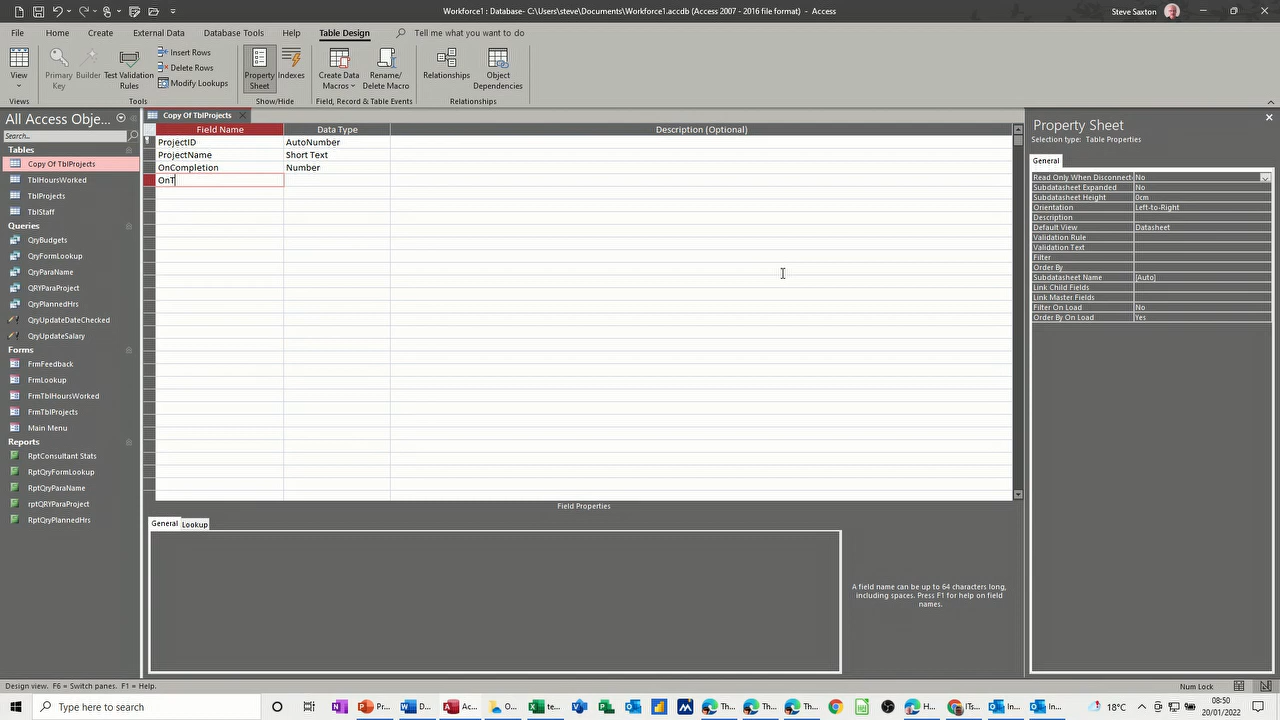 Workforce1 : Database- C:\Users\steve\Documents\Workforce1.accdb (Access 2007 - 2016 file format) - Access
Steve Saxton
File Home Create External Data Database Tools Help Table Design Tell me what you want to do
View
Primary Key
Builder
Test Validation Rules
Insert Rows
Delete Rows
Modify Lookups
Property Sheet
Indexes
Create Data Macros
Rename/ Delete Macro
Relationships
Object Dependencies
Views Tools Show/Hide Field, Record & Table Events Relationships
All Access Obje...
Search...
Tables
Copy Of TblProjects
TblHoursWorked
TblProjects
TblStaff
Queries
QryBudgets
QryFormLookup
QryParaName
QRYParaProject
QryPlannedHrs
QryUpdateDateChecked
QryUpdateSalary
Forms
FrmFeedback
FrmLookup
FrmTblHoursWorked
FrmTblProjects
Main Menu
Reports
RptConsultant Stats
RptQryFormLookup
RptQryParaName
rptQRYParaProject
RptQryPlannedHrs
Copy Of TblProjects
Field Name Data Type Description (Optional)
ProjectID AutoNumber
ProjectName Short Text
OnCompletion Number
OnT
Field Properties
General Lookup
A field name can be up to 64 characters long,
including spaces. Press F1 for help on field
names.
Property Sheet
Selection type: Table Properties
General
Read Only When Disconnect No
Subdatasheet Expanded No
Subdatasheet Height 0cm
Orientation Left-to-Right
Description
Default View Datasheet
Validation Rule
Validation Text
Filter
Order By
Subdatasheet Name [Auto]
Link Child Fields
Link Master Fields
Filter On Load No
Order By On Load Yes
Design view. F6 = Switch panes. F1 = Help.
Num Lock
Type here to search
Pr...
D...
Ac...
tem
O...
Th...
Th...
Th...
H...
iTe...
In...
In...
18°C
08:50
20/01/2022